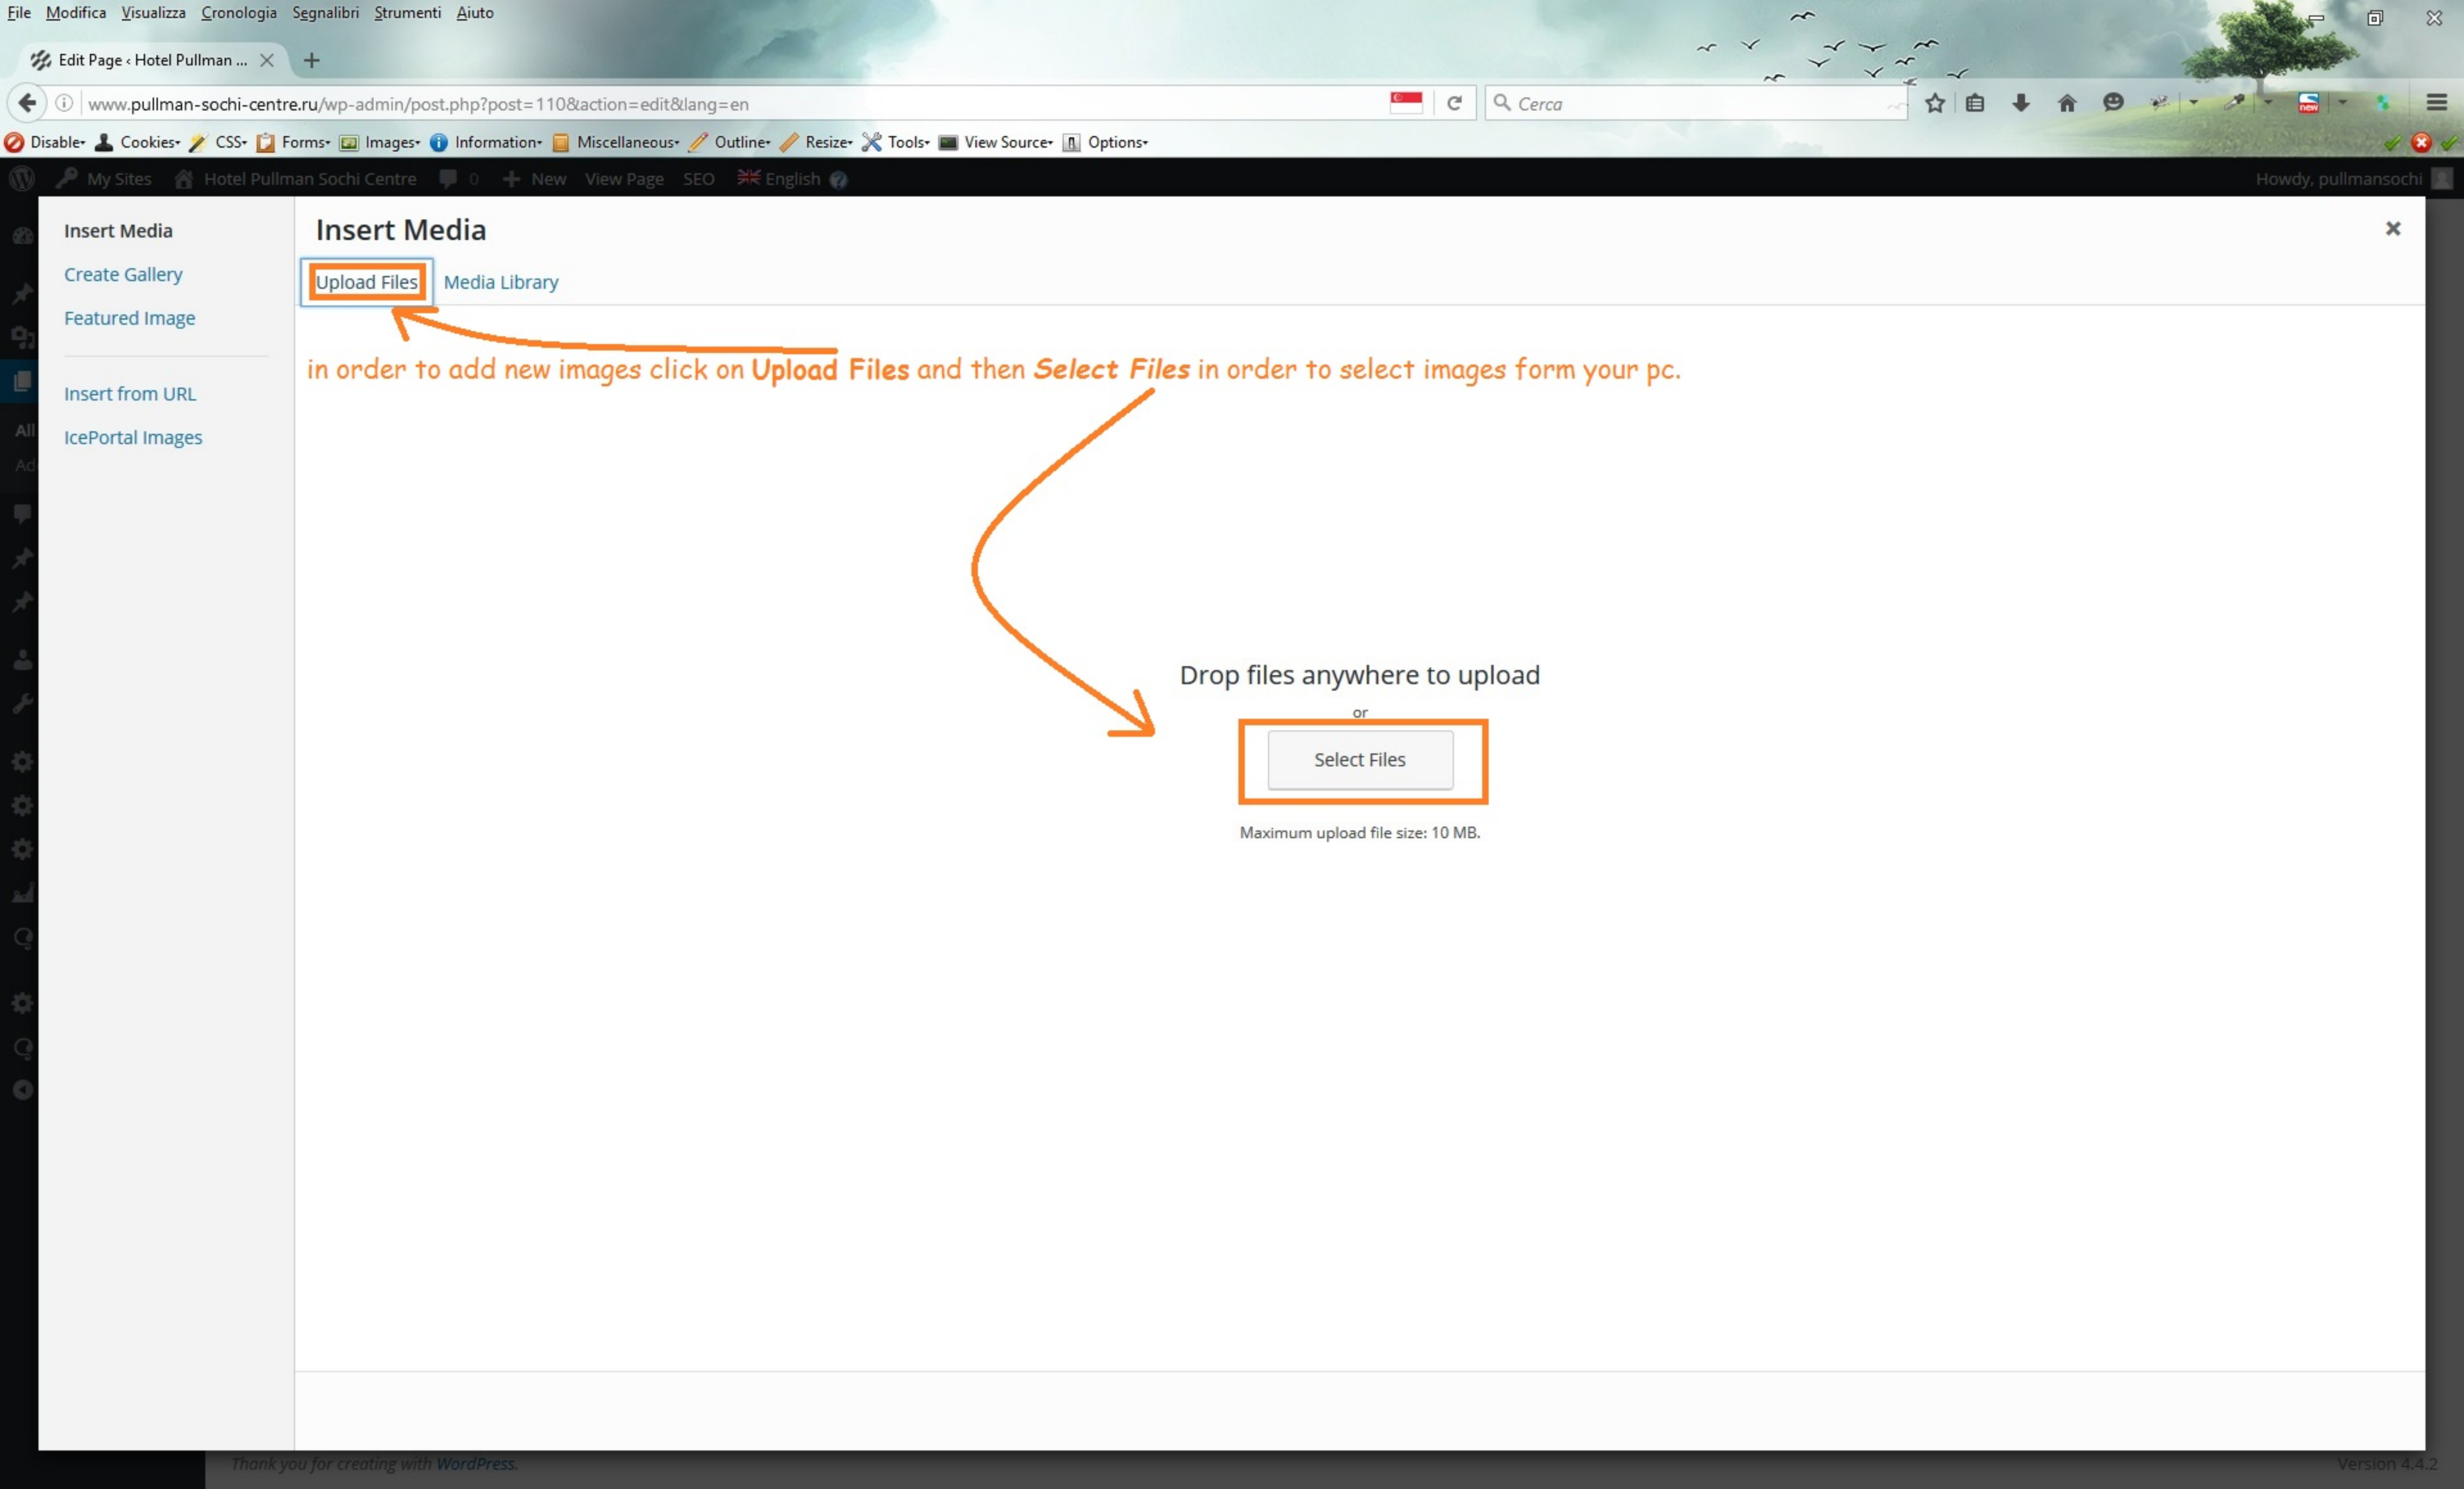 File Modifica Visualizza Cronologia Segnalibri Strumenti Aiuto
Edit Page ‹ Hotel Pullman ...
www.pullman-sochi-centre.ru/wp-admin/post.php?post=110&action=edit&lang=en
Cerca
new
Disable Cookies CSS Forms Images Information Miscellaneous Outline Resize Tools View Source Options
My Sites Hotel Pullman Sochi Centre 0 New View Page SEO English
Howdy, pullmansochi
Insert Media
Create Gallery
Featured Image
Insert from URL
IcePortal Images
All
Ad
Insert Media
Upload Files Media Library
in order to add new images click on Upload Files and then Select Files in order to select images form your pc.
Drop files anywhere to upload
or
Select Files
Maximum upload file size: 10 MB.
Thank you for creating with WordPress.
Version 4.4.2